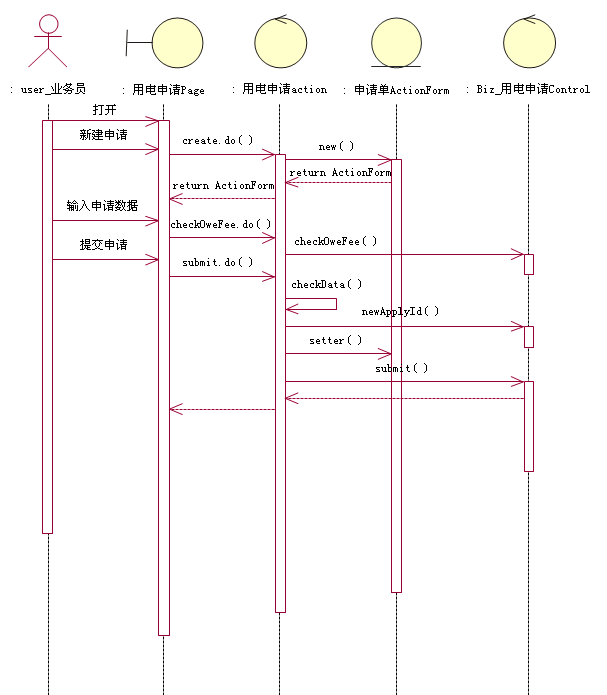 : user_业务员
: 用电申请Page
: 用电申请action
: 申请单ActionForm
: Biz_用电申请Control
打开
新建申请
create.do( )
new( )
return ActionForm
return ActionForm
输入申请数据
checkOweFee.do( )
checkOweFee( )
提交申请
submit.do( )
checkData( )
newApplyId( )
setter( )
submit( )